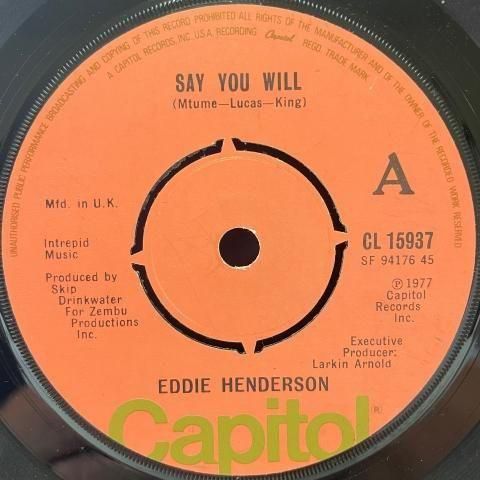 UNAUTHORISED PUBLIC PERFORMANCE BROADCASTING AND COPYING OF THIS RECORD PROHIBITED ALL RIGHTS OF THE MANUFACTURER AND OF THE OWNER OF THE RECORDED WORK RESERVED
A CAPITOL RECORDS, INC., U.S.A., RECORDING Capitol REGD. TRADE MARK
SAY YOU WILL
(Mtume—Lucas—King)
A
Mfd. in U.K.
Intrepid
Music
Produced by
Skip
Drinkwater
For Zembu
Productions
Inc.
CL 15937
SF 94176 45
℗ 1977
Capitol
Records
Inc.
Executive
Producer:
Larkin Arnold
EDDIE HENDERSON
Capitol